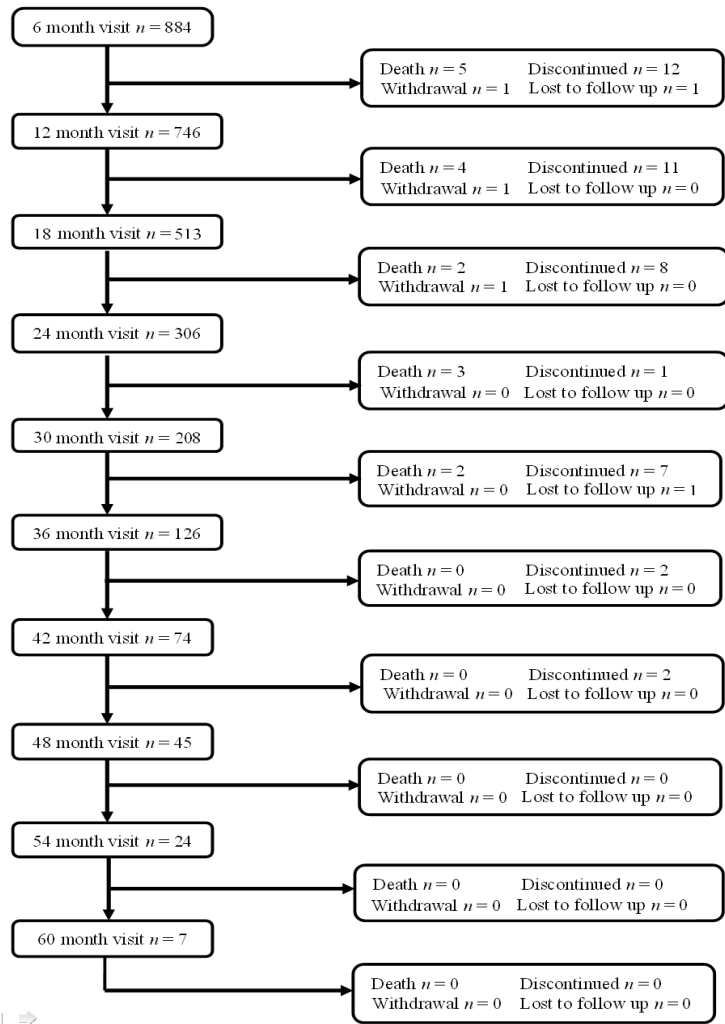 6 month visit n = 884
Death n = 5 Discontinued n = 12
Withdrawal n = 1 Lost to follow up n = 1
12 month visit n = 746
Death n = 4 Discontinued n = 11
Withdrawal n = 1 Lost to follow up n = 0
18 month visit n = 513
Death n = 2 Discontinued n = 8
Withdrawal n = 1 Lost to follow up n = 0
24 month visit n = 306
Death n = 3 Discontinued n = 1
Withdrawal n = 0 Lost to follow up n = 0
30 month visit n = 208
Death n = 2 Discontinued n = 7
Withdrawal n = 0 Lost to follow up n = 1
36 month visit n = 126
Death n = 0 Discontinued n = 2
Withdrawal n = 0 Lost to follow up n = 0
42 month visit n = 74
Death n = 0 Discontinued n = 2
Withdrawal n = 0 Lost to follow up n = 0
48 month visit n = 45
Death n = 0 Discontinued n = 0
Withdrawal n = 0 Lost to follow up n = 0
54 month visit n = 24
Death n = 0 Discontinued n = 0
Withdrawal n = 0 Lost to follow up n = 0
60 month visit n = 7
Death n = 0 Discontinued n = 0
Withdrawal n = 0 Lost to follow up n = 0